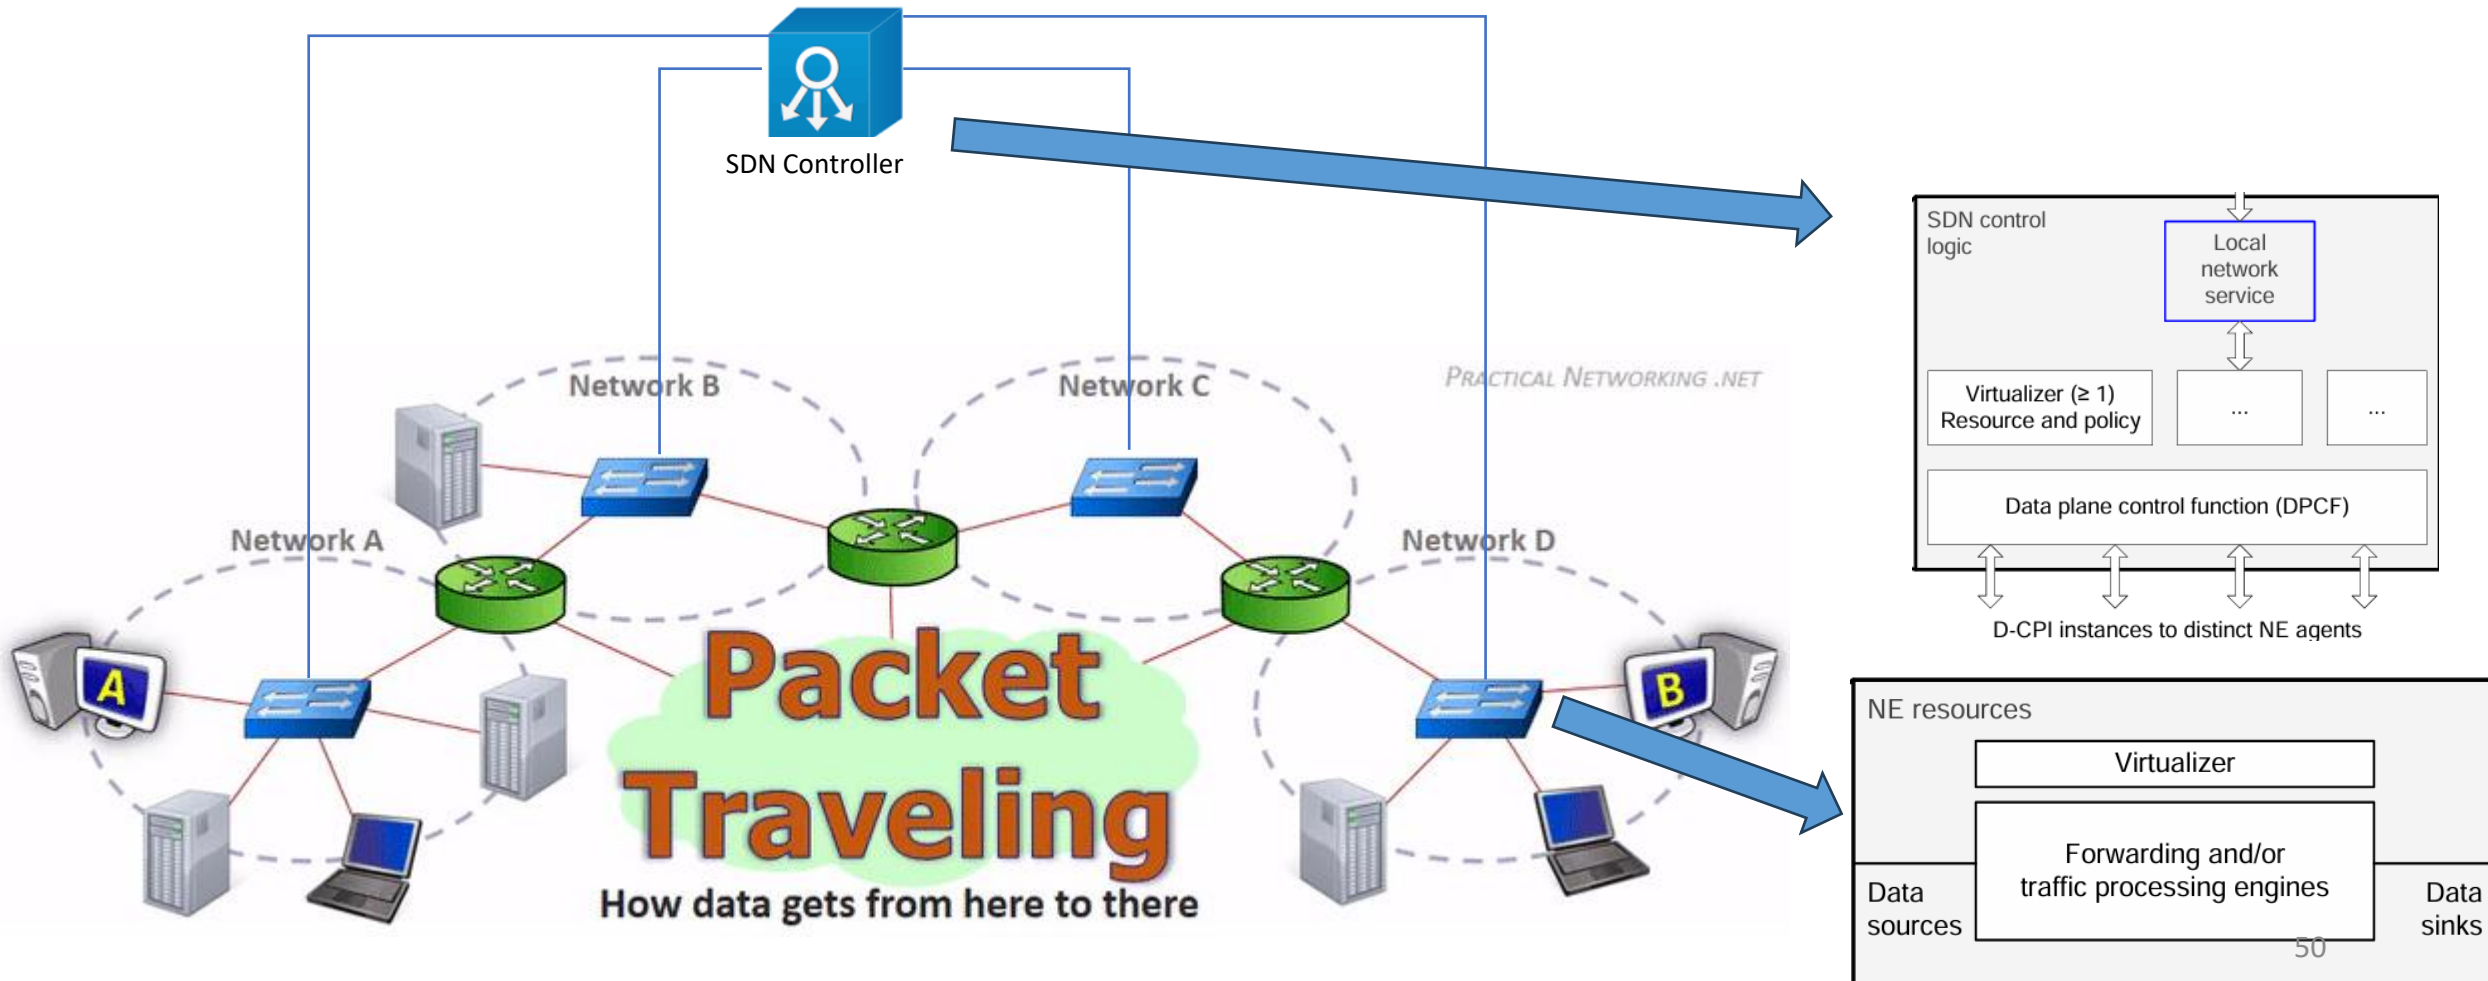 SDN Controller
SDN control
logic
Local
network
service
Virtualizer (≥ 1)
Resource and policy
...
...
Data plane control function (DPCF)
D-CPI instances to distinct NE agents
Network B
Network C
PRACTICAL NETWORKING .NET
Network A
Network D
A
B
Packet
Traveling
How data gets from here to there
NE resources
Virtualizer
Forwarding and/or
traffic processing engines
Data
sources
Data
sinks
50